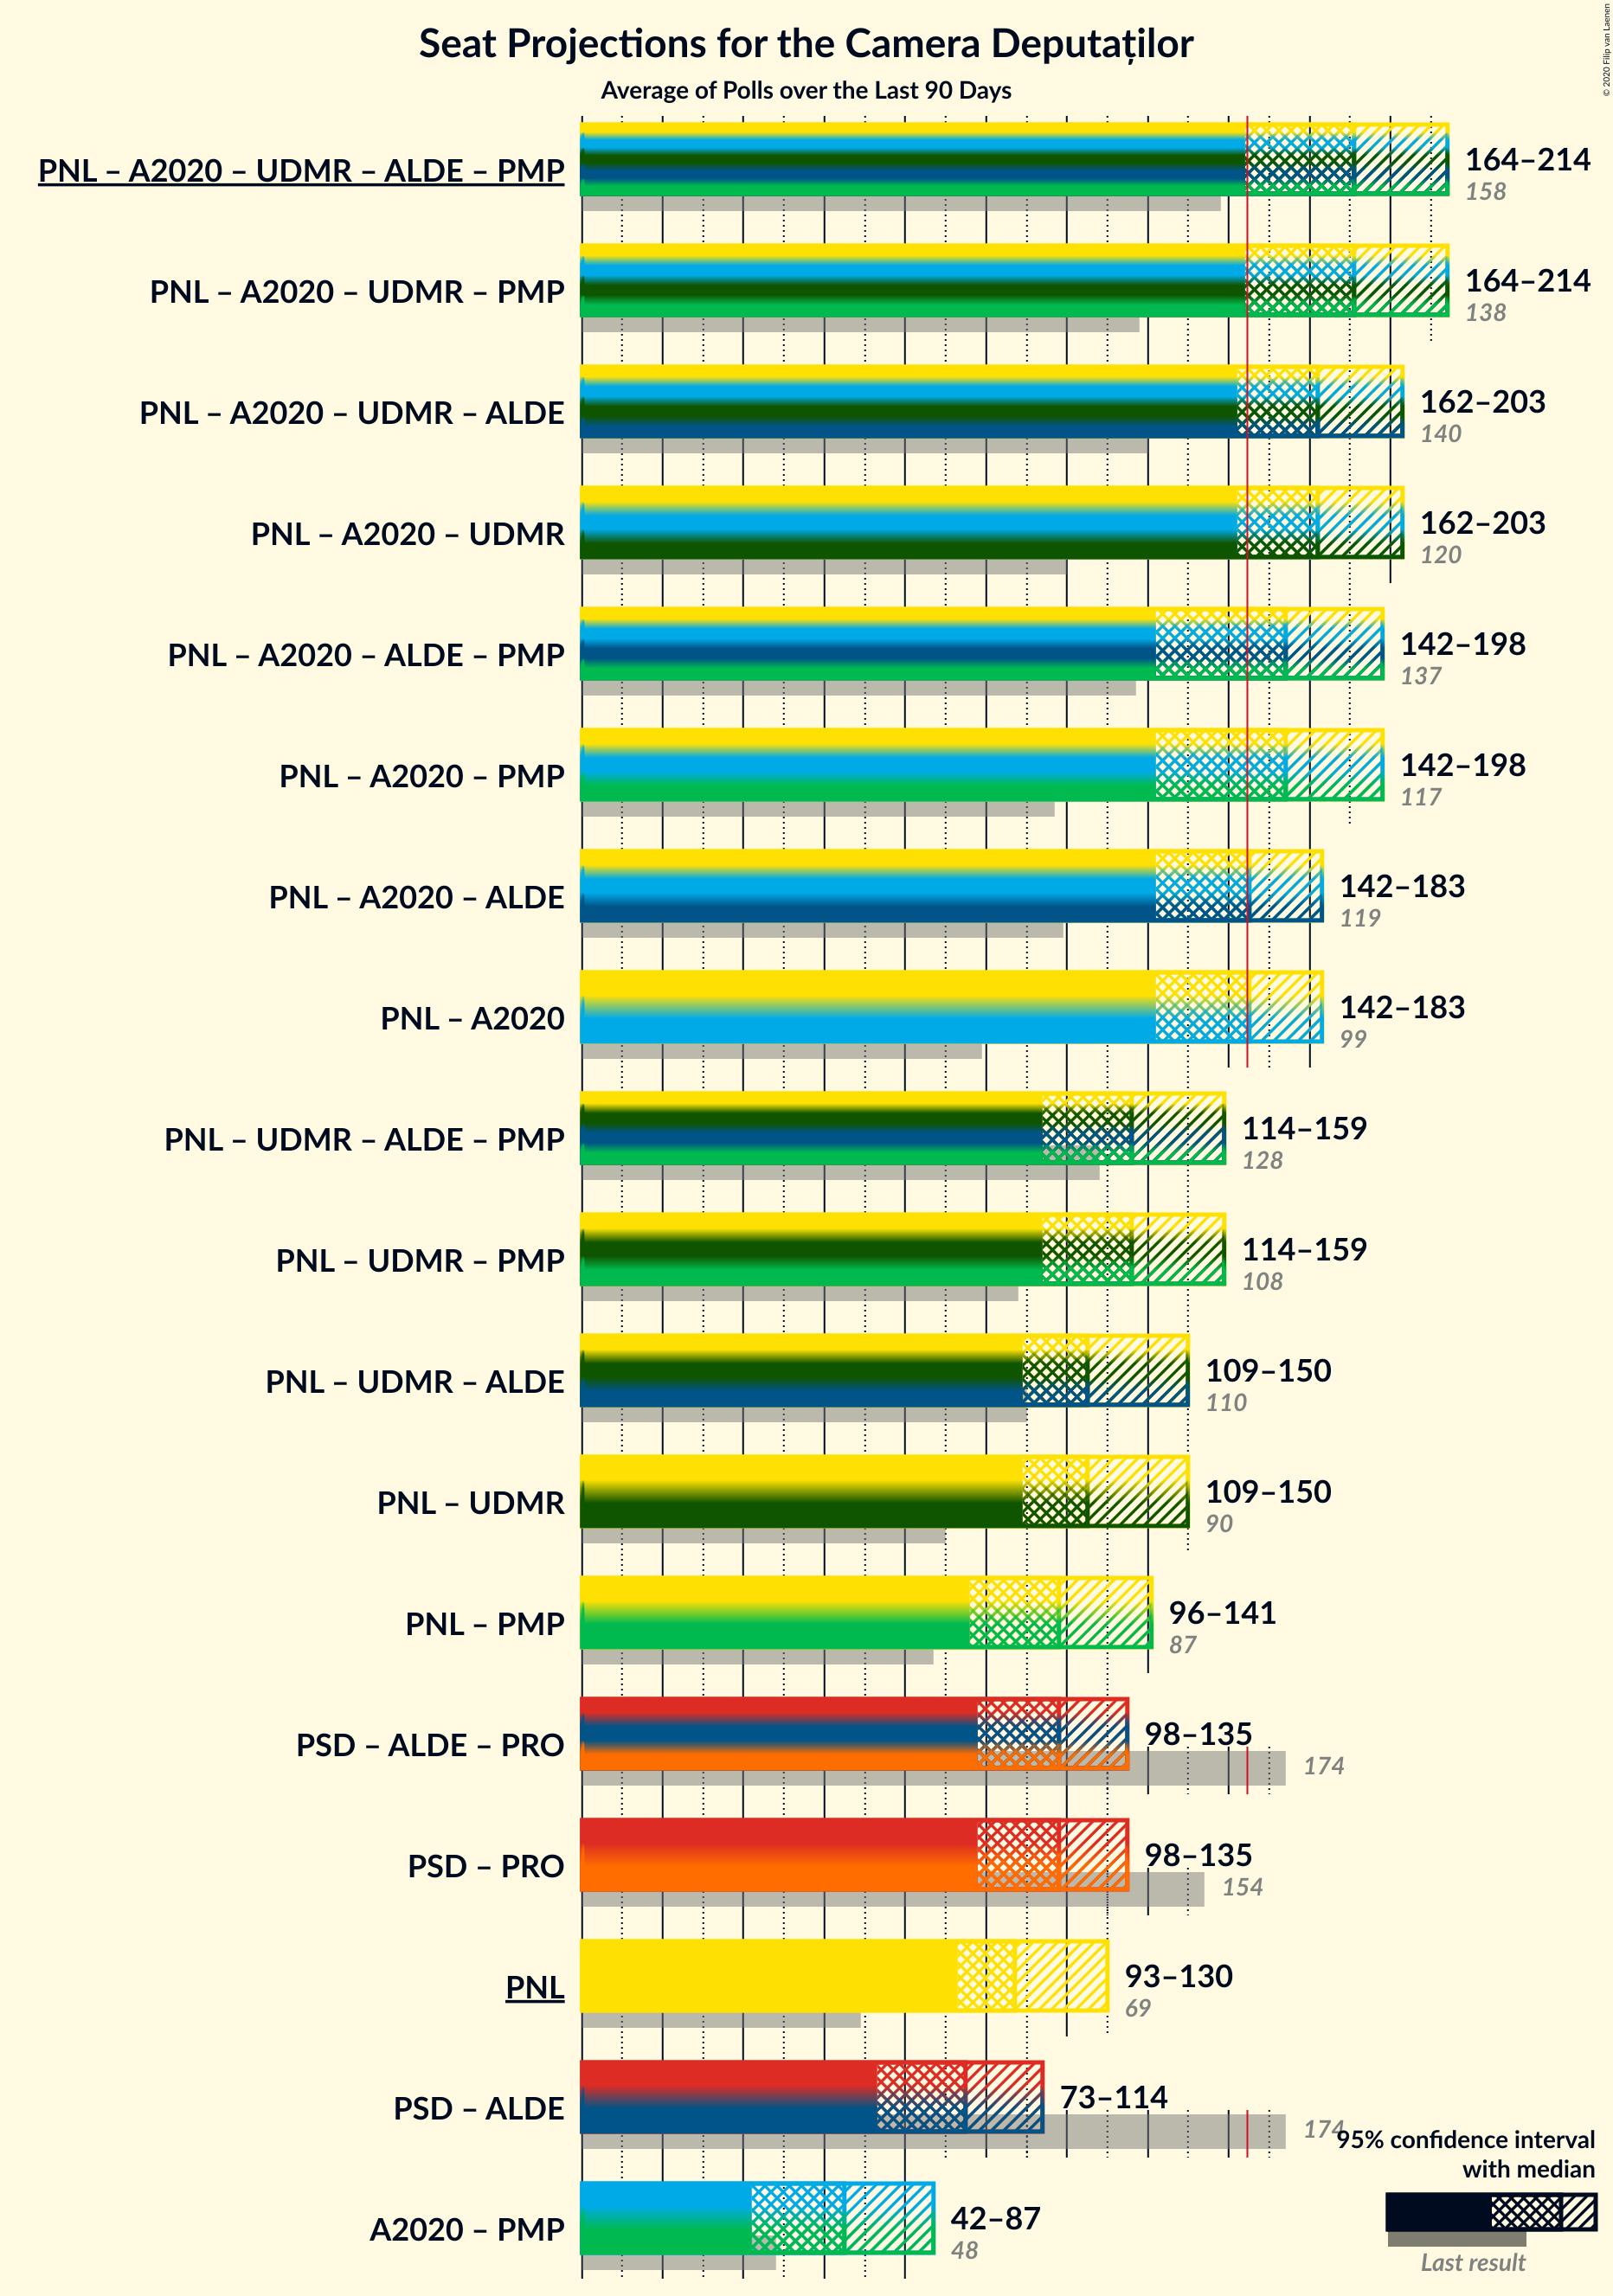 Seat Projections for the Camera Deputaților
Average of Polls over the Last 90 Days
© 2020 Filip van Laenen
PNL – A2020 – UDMR – ALDE – PMP
164–214
158
PNL – A2020 – UDMR – PMP
164–214
138
PNL – A2020 – UDMR – ALDE
162–203
140
PNL – A2020 – UDMR
162–203
120
PNL – A2020 – ALDE – PMP
142–198
137
PNL – A2020 – PMP
142–198
117
PNL – A2020 – ALDE
142–183
119
PNL – A2020
142–183
99
PNL – UDMR – ALDE – PMP
114–159
128
PNL – UDMR – PMP
114–159
108
PNL – UDMR – ALDE
109–150
110
PNL – UDMR
109–150
90
PNL – PMP
96–141
87
PSD – ALDE – PRO
98–135
174
PSD – PRO
98–135
154
PNL
93–130
69
PSD – ALDE
73–114
174
A2020 – PMP
42–87
48
95% confidence interval
with median
Last result